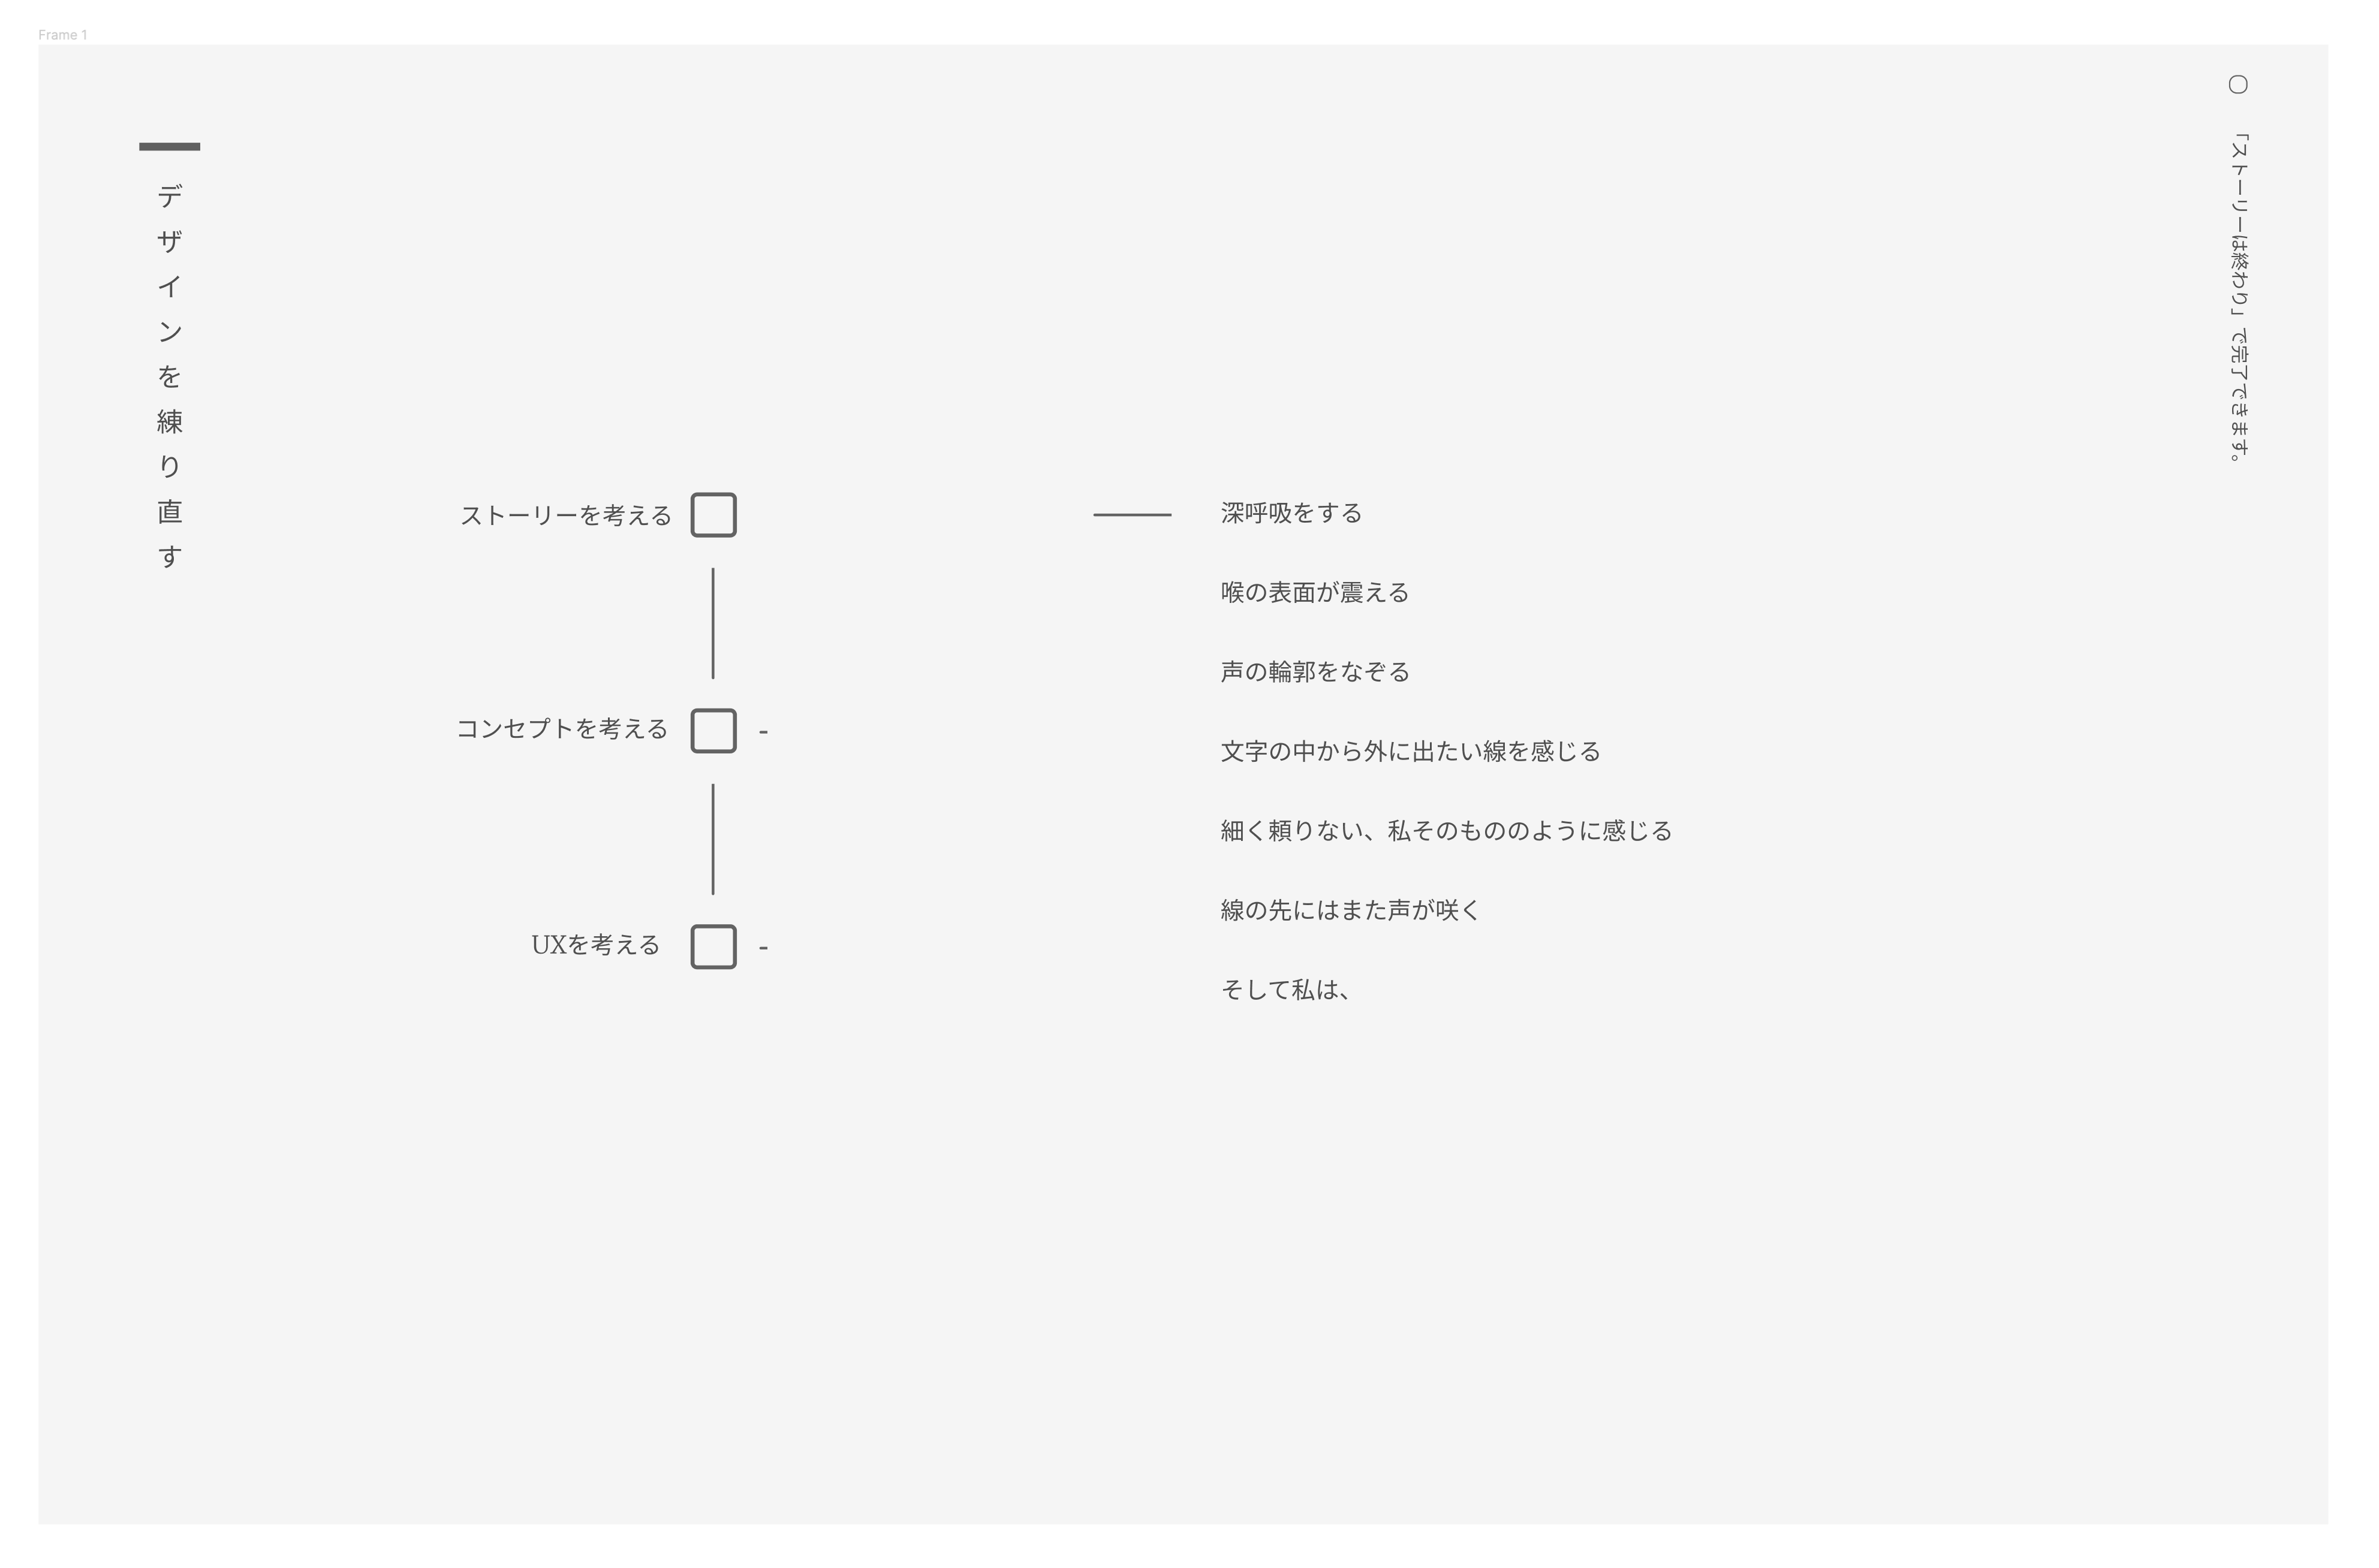 Frame 1
デザインを練り直す
ストーリーを考える
コンセプトを考える
-
UXを考える
-
深呼吸をする
喉の表面が震える
声の輪郭をなぞる
文字の中から外に出たい線を感じる
細く頼りない、私そのもののように感じる
線の先にはまた声が咲く
そして私は、
「ストーリーは終わり」で完了できます。